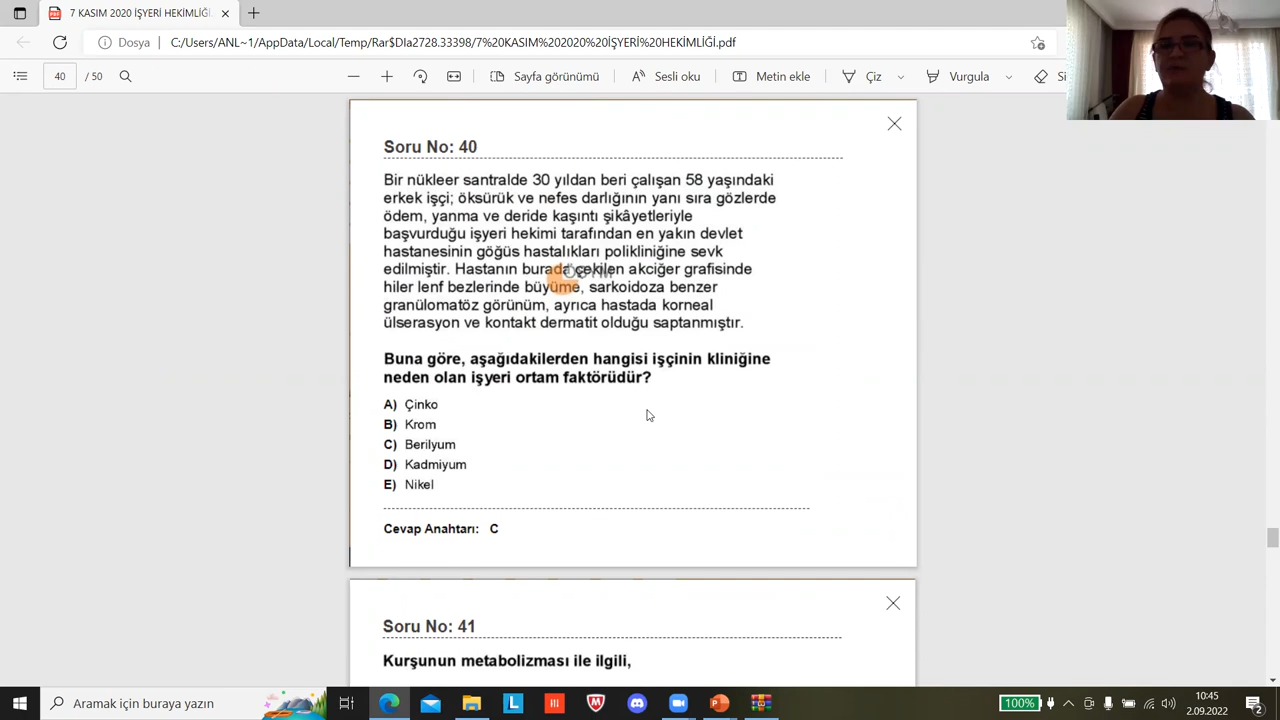 7 KASIM 2020 İŞYERİ HEKİMLİĞİ.
Dosya
C:/Users/ANL~1/AppData/Local/Temp/Rar$DIa2728.33398/7%20KASIM%202020%20İŞYERİ%20HEKİMLİĞİ.pdf
40 / 50
Sayfa görünümü
Sesli oku
Metin ekle
Çiz
Vurgula
Si
Soru No: 40
Bir nükleer santralde 30 yıldan beri çalışan 58 yaşındaki
erkek işçi; öksürük ve nefes darlığının yanı sıra gözlerde
ödem, yanma ve deride kaşıntı şikâyetleriyle
başvurduğu işyeri hekimi tarafından en yakın devlet
hastanesinin göğüs hastalıkları polikliniğine sevk
edilmiştir. Hastanın burada çekilen akciğer grafisinde
hiler lenf bezlerinde büyüme, sarkoidoza benzer
granülomatöz görünüm, ayrıca hastada korneal
ülserasyon ve kontakt dermatit olduğu saptanmıştır.
ÖSYM
Buna göre, aşağıdakilerden hangisi işçinin kliniğine
neden olan işyeri ortam faktörüdür?
A) Çinko
B) Krom
C) Berilyum
D) Kadmiyum
E) Nikel
Cevap Anahtarı: C
Soru No: 41
Kurşunun metabolizması ile ilgili,
Aramak için buraya yazın
100%
10:45
2.09.2022
2